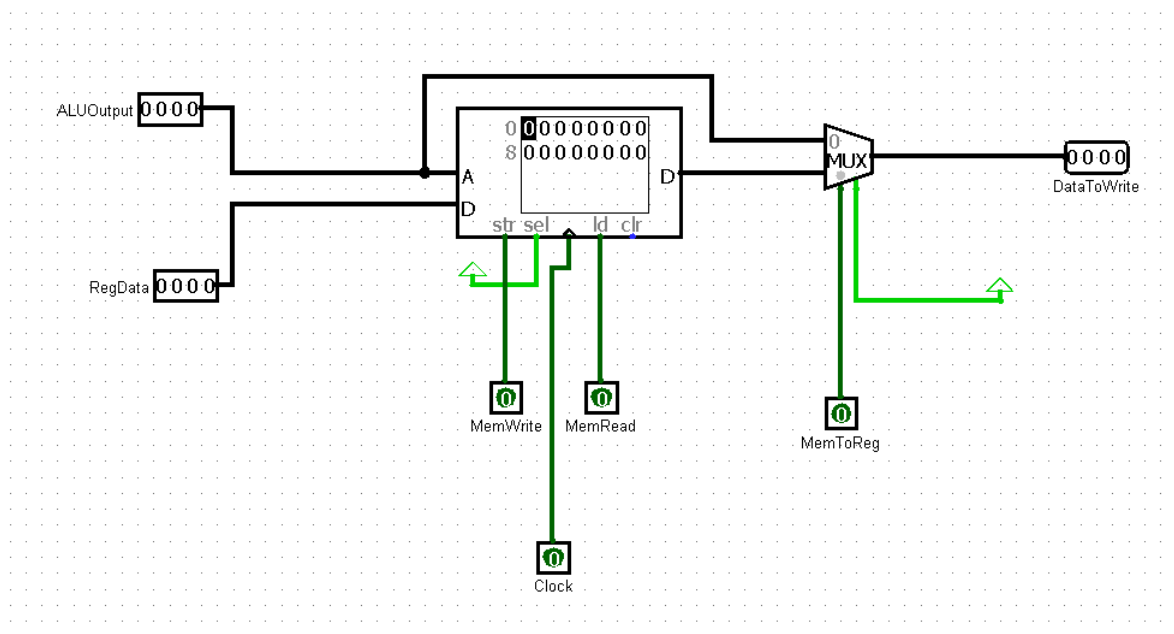 ALUOutput 0000
0 00000000
8 00000000
0
MUX
0000
DataToWrite
A
D
D
str sel ld clr
RegData 0000
0
MemWrite
0
MemRead
0
MemToReg
0
Clock